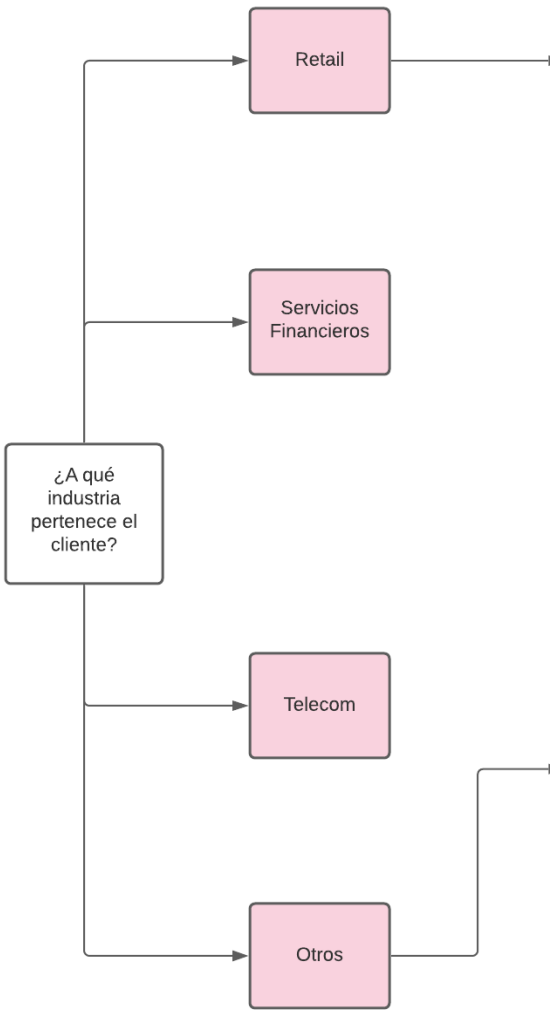 Retail
Servicios
Financieros
¿A qué
industria
pertenece el
cliente?
Telecom
Otros